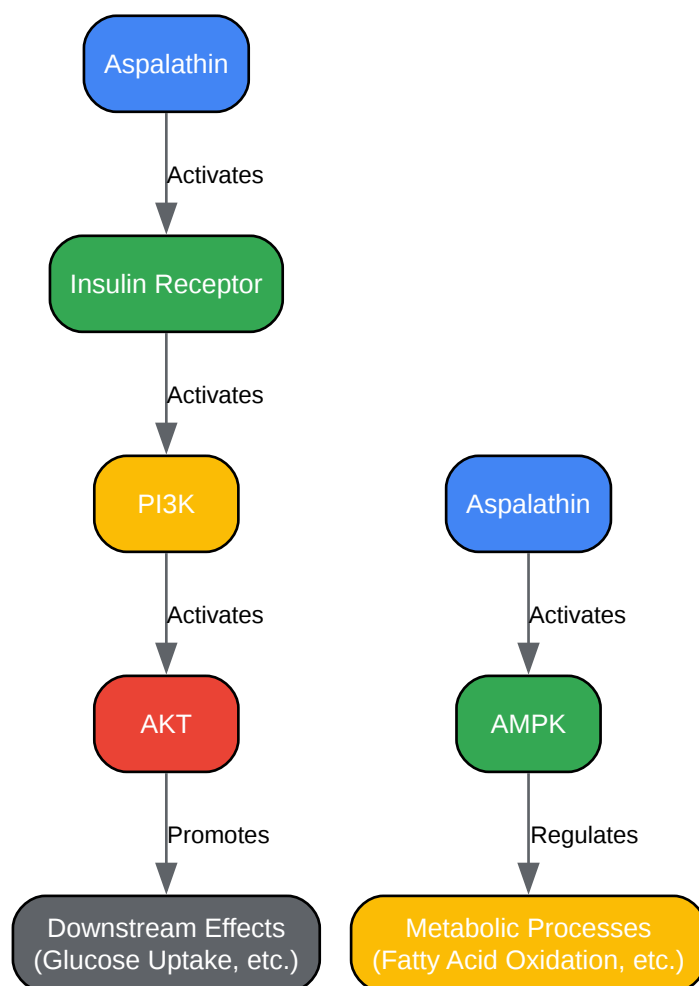 Aspalathin
Activates
Insulin Receptor
Activates
PI3K
Activates
AKT
Promotes
Downstream Effects
(Glucose Uptake, etc.)
Aspalathin
Activates
AMPK
Regulates
Metabolic Processes
(Fatty Acid Oxidation, etc.)